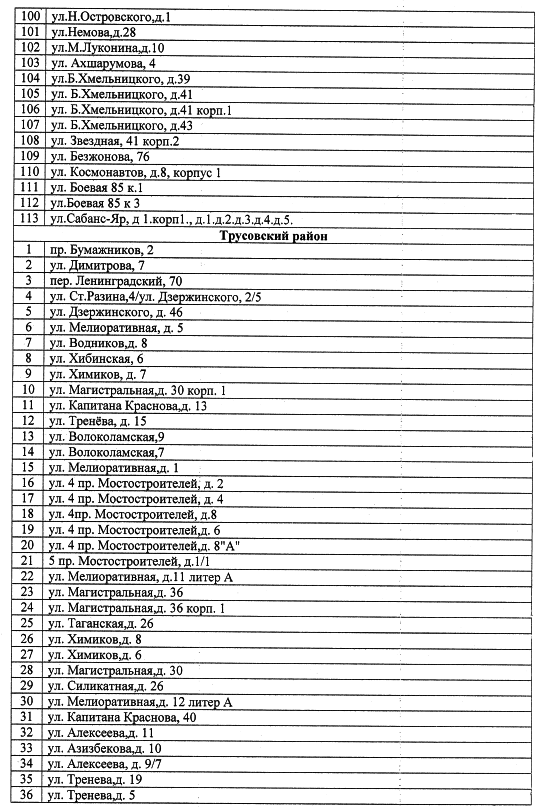 100 ул.Н.Островского,д.1
101 ул.Немова,д.28
102 ул.М.Луконина,д.10
103 ул. Ахшарумова, 4
104 ул.Б.Хмельницкого, д.39
105 ул. Б.Хмельницкого, д.41
106 ул. Б.Хмельницкого, д.41 корп.1
107 ул. Б.Хмельницкого, д.43
108 ул. Звездная, 41 корп.2
109 ул. Безжонова, 76
110 ул. Космонавтов, д.8, корпус 1
111 ул. Боевая 85 к.1
112 ул.Боевая 85 к 3
113 ул.Сабанс-Яр, д 1.корп1., д.1.д.2.д.3.д.4.д.5.
Трусовский район
1 пр. Бумажников, 2
2 ул. Димитрова, 7
3 пер. Ленинградский, 70
4 ул. Ст.Разина,4/ул. Дзержинского, 2/5
5 ул. Дзержинского, д. 46
6 ул. Мелиоративная, д. 5
7 ул. Водников,д. 8
8 ул. Хибинская, 6
9 ул. Химиков, д. 7
10 ул. Магистральная,д. 30 корп. 1
11 ул. Капитана Краснова,д. 13
12 ул. Тренёва, д. 15
13 ул. Волоколамская,9
14 ул. Волоколамская,7
15 ул. Мелиоративная,д. 1
16 ул. 4 пр. Мостостроителей, д. 2
17 ул. 4 пр. Мостостроителей, д. 4
18 ул. 4пр. Мостостроителей, д.8
19 ул. 4 пр. Мостостроителей, д. 6
20 ул. 4 пр. Мостостроителей,д. 8"А"
21 5 пр. Мостостроителей, д.1/1
22 ул. Мелиоративная, д.11 литер А
23 ул. Магистральная,д. 36
24 ул. Магистральная,д. 36 корп. 1
25 ул. Таганская,д. 26
26 ул. Химиков,д. 8
27 ул. Химиков,д. 6
28 ул. Магистральная,д. 30
29 ул. Силикатная,д. 26
30 ул. Мелиоративная,д. 12 литер А
31 ул. Капитана Краснова, 40
32 ул. Алексеева,д. 11
33 ул. Азизбекова,д. 10
34 ул. Алексеева, д. 9/7
35 ул. Тренева,д. 19
36 ул. Тренева,д. 5